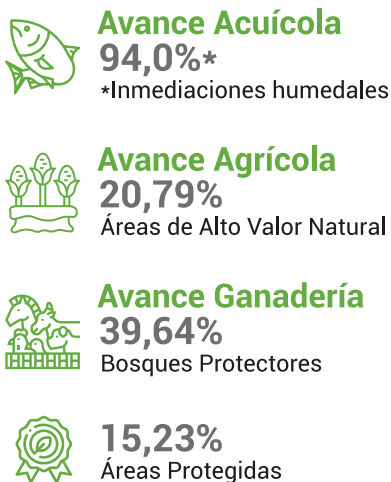 Avance Acuícola
94,0%*
*Inmediaciones humedales
Avance Agrícola
20,79%
Áreas de Alto Valor Natural
Avance Ganadería
39,64%
Bosques Protectores
15,23%
Áreas Protegidas